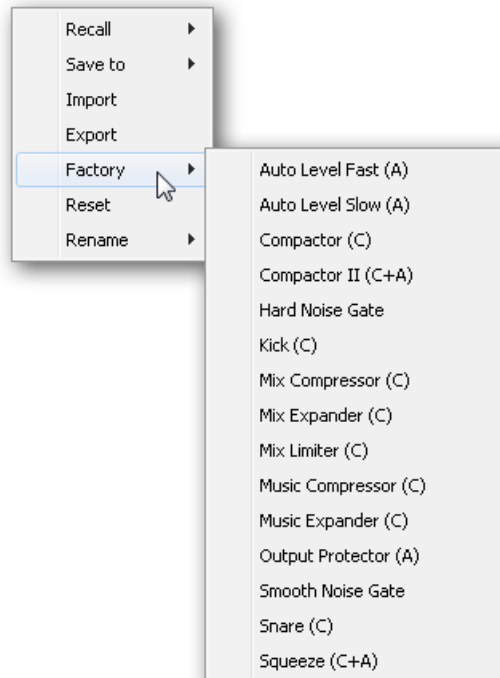 Recall
Save to
Import
Export
Factory
Reset
Rename
Auto Level Fast (A)
Auto Level Slow (A)
Compactor (C)
Compactor II (C+A)
Hard Noise Gate
Kick (C)
Mix Compressor (C)
Mix Expander (C)
Mix Limiter (C)
Music Compressor (C)
Music Expander (C)
Output Protector (A)
Smooth Noise Gate
Snare (C)
Squeeze (C+A)